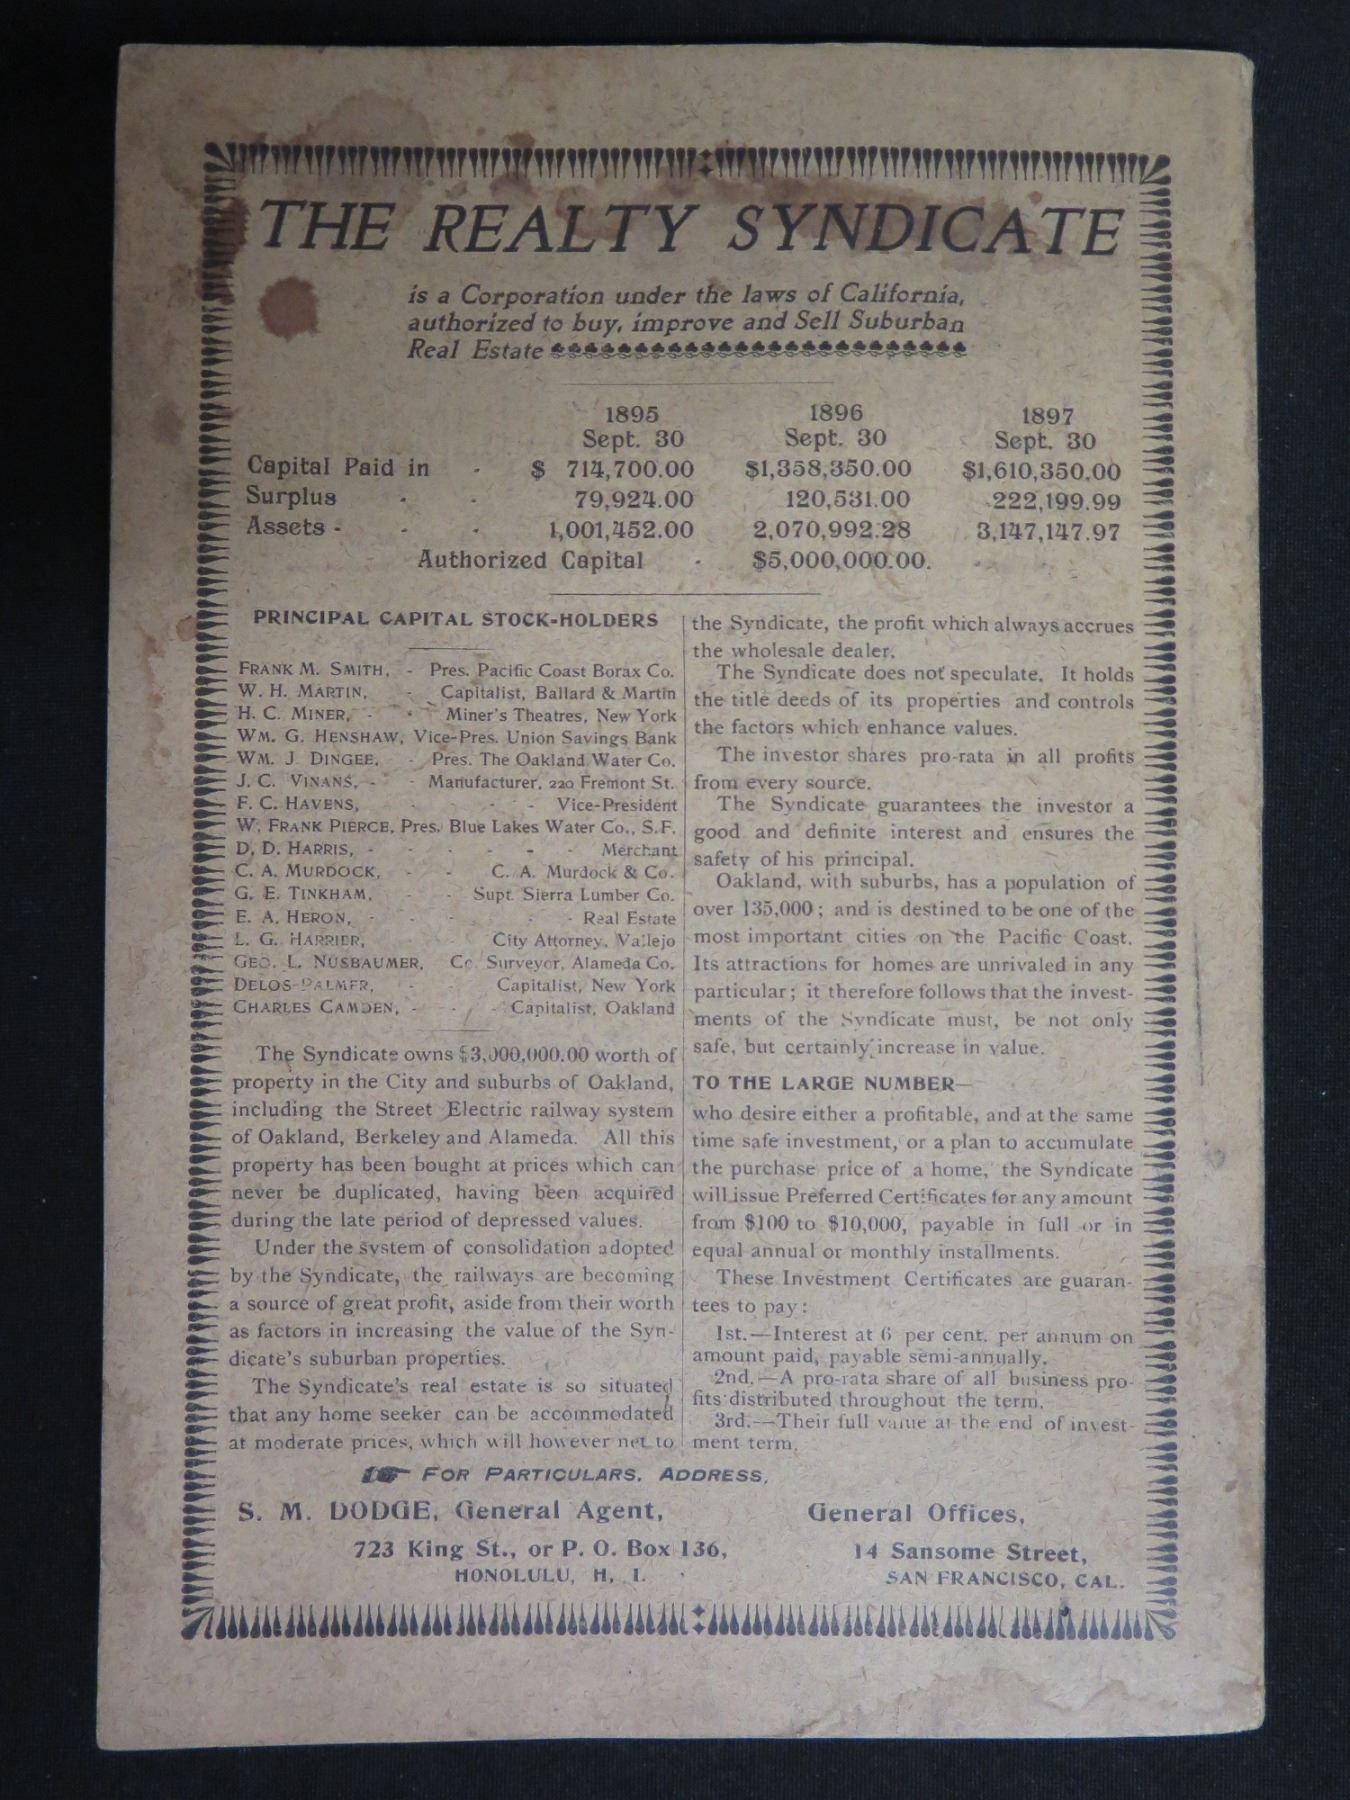 THE REALTY SYNDICATE
is a Corporation under the laws of California,
authorized to buy, improve and Sell Suburban
Real Estate
1895 1896 1897
Sept. 30 Sept. 30 Sept. 30
Capital Paid in - $ 714,700.00 $1,358,350.00 $1,610,350.00
Surplus - - 79,924.00 120,531.00 222,199.99
Assets - - - 1,001,452.00 2,070,992.28 3,147,147.97
Authorized Capital - $5,000,000.00.
PRINCIPAL CAPITAL STOCK-HOLDERS
FRANK M. SMITH, - Pres. Pacific Coast Borax Co.
W. H. MARTIN, - Capitalist, Ballard & Martin
H. C. MINER, - - Miner's Theatres, New York
WM. G. HENSHAW, Vice-Pres. Union Savings Bank
WM. J DINGEE, - Pres. The Oakland Water Co.
J. C. VINANS, - - Manufacturer, 220 Fremont St.
F. C. HAVENS, - - - - Vice-President
W. FRANK PIERCE, Pres. Blue Lakes Water Co., S.F.
D. D. HARRIS, - - - - - - Merchant
C. A. MURDOCK, - - C. A. Murdock & Co.
G. E. TINKHAM, - - Supt. Sierra Lumber Co.
E. A. HERON, - - - - - Real Estate
L. G. HARRIER, - - City Attorney, Vallejo
GEO. L. NUSBAUMER, Co. Surveyor, Alameda Co.
DELOS PALMER, - - Capitalist, New York
CHARLES CAMDEN, - - - Capitalist, Oakland
The Syndicate owns $3,000,000.00 worth of
property in the City and suburbs of Oakland,
including the Street Electric railway system
of Oakland, Berkeley and Alameda. All this
property has been bought at prices which can
never be duplicated, having been acquired
during the late period of depressed values.
Under the system of consolidation adopted
by the Syndicate, the railways are becoming
a source of great profit, aside from their worth
as factors in increasing the value of the Syn-
dicate's suburban properties.
The Syndicate's real estate is so situated
that any home seeker can be accommodated
at moderate prices, which will however net to
the Syndicate, the profit which always accrues
the wholesale dealer.
The Syndicate does not speculate. It holds
the title deeds of its properties and controls
the factors which enhance values.
The investor shares pro-rata in all profits
from every source.
The Syndicate guarantees the investor a
good and definite interest and ensures the
safety of his principal.
Oakland, with suburbs, has a population of
over 135,000; and is destined to be one of the
most important cities on the Pacific Coast.
Its attractions for homes are unrivaled in any
particular; it therefore follows that the invest-
ments of the Syndicate must, be not only
safe, but certainly increase in value.
TO THE LARGE NUMBER—
who desire either a profitable, and at the same
time safe investment, or a plan to accumulate
the purchase price of a home, the Syndicate
will issue Preferred Certificates for any amount
from $100 to $10,000, payable in full or in
equal annual or monthly installments.
These Investment Certificates are guaran-
tees to pay:
1st.—Interest at 6 per cent. per annum on
amount paid, payable semi-annually.
2nd.—A pro-rata share of all business pro-
fits distributed throughout the term.
3rd.—Their full value at the end of invest-
ment term.
FOR PARTICULARS, ADDRESS,
S. M. DODGE, General Agent,
723 King St., or P. O. Box 136,
HONOLULU, H. I.
General Offices,
14 Sansome Street,
SAN FRANCISCO, CAL.